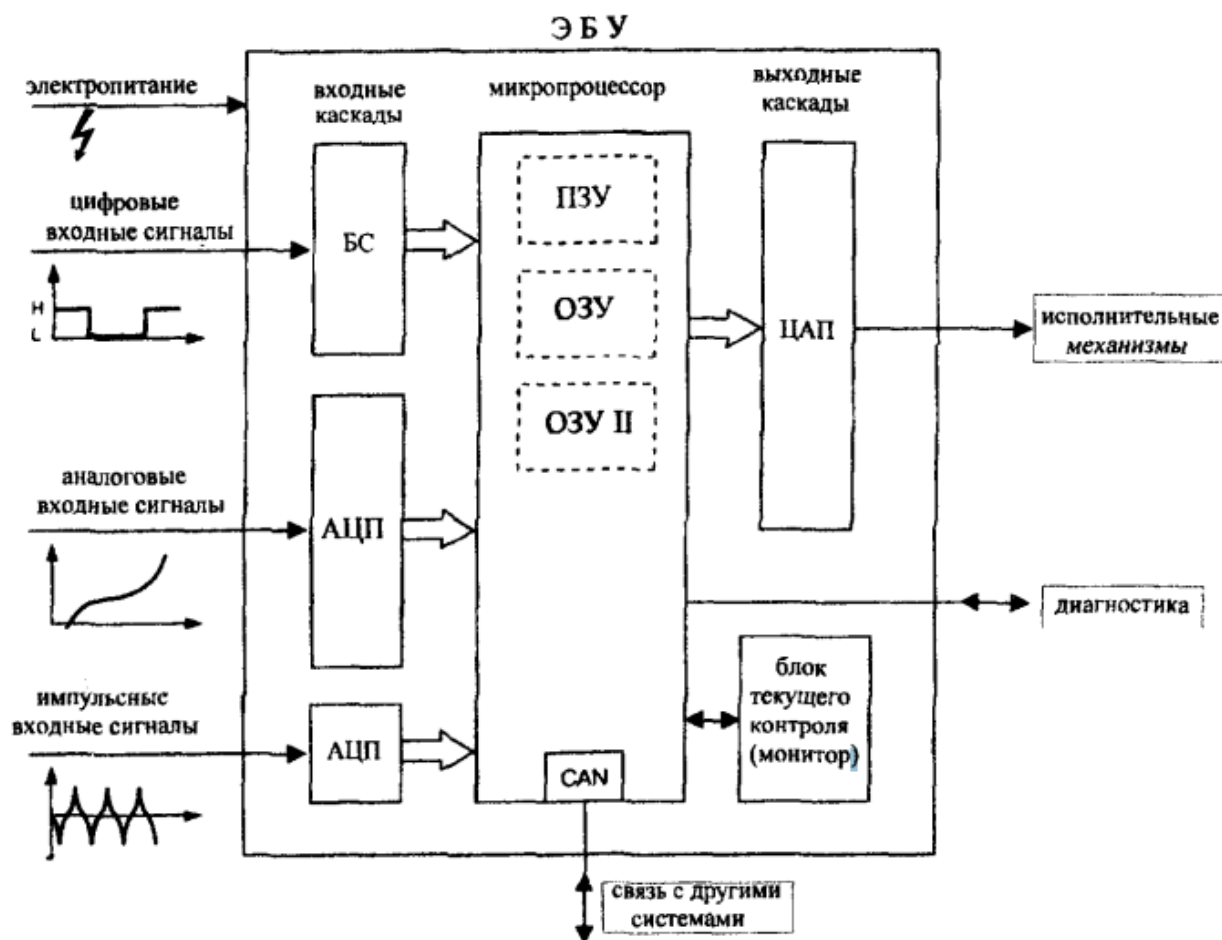 ЭБУ
электропитание
входные
каскады
микропроцессор
выходные
каскады
цифровые
входные сигналы
H
L
БС
ПЗУ
ОЗУ
ОЗУ II
ЦАП
исполнительные
механизмы
аналоговые
входные сигналы
АЦП
диагностика
импульсные
входные сигналы
АЦП
блок
текущего
контроля
(монитор)
CAN
связь с другими
системами